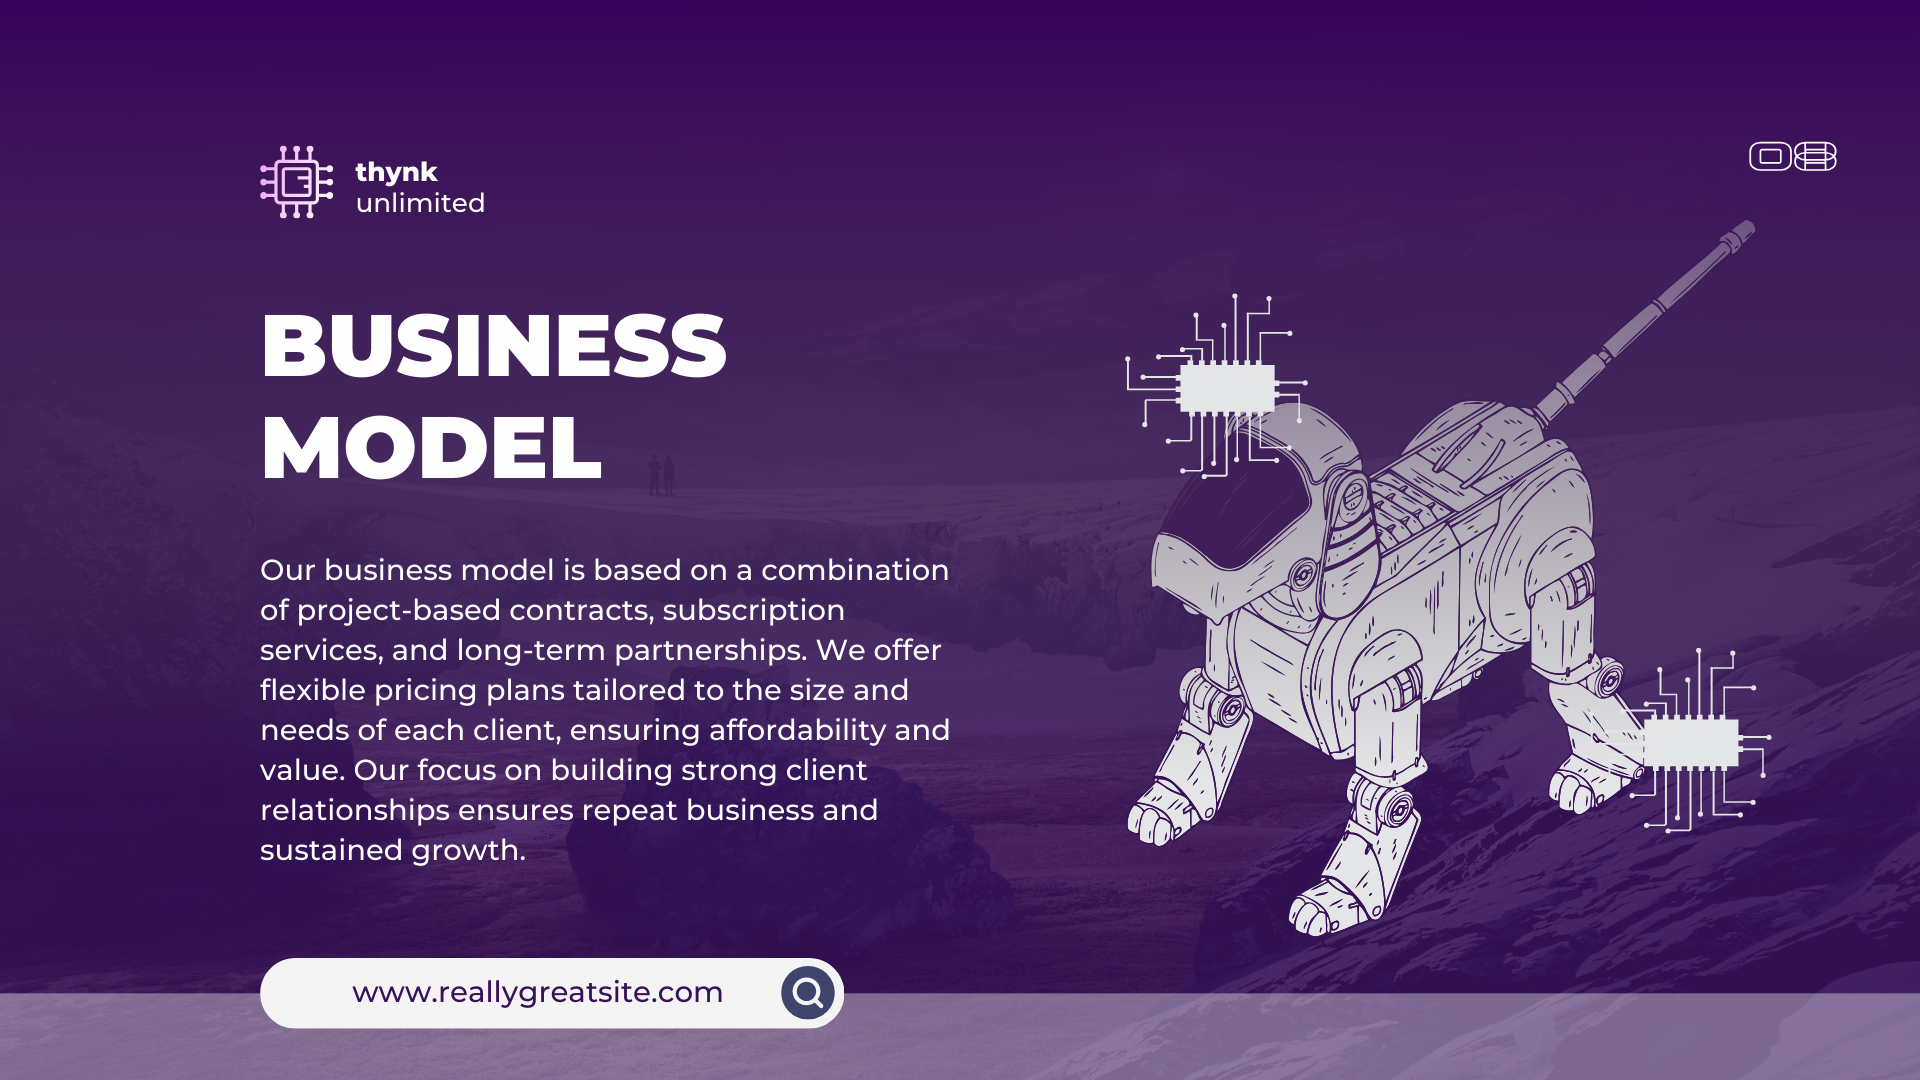 thynk
unlimited
08
BUSINESS
MODEL
Our business model is based on a combination
of project-based contracts, subscription
services, and long-term partnerships. We offer
flexible pricing plans tailored to the size and
needs of each client, ensuring affordability and
value. Our focus on building strong client
relationships ensures repeat business and
sustained growth.
www.reallygreatsite.com